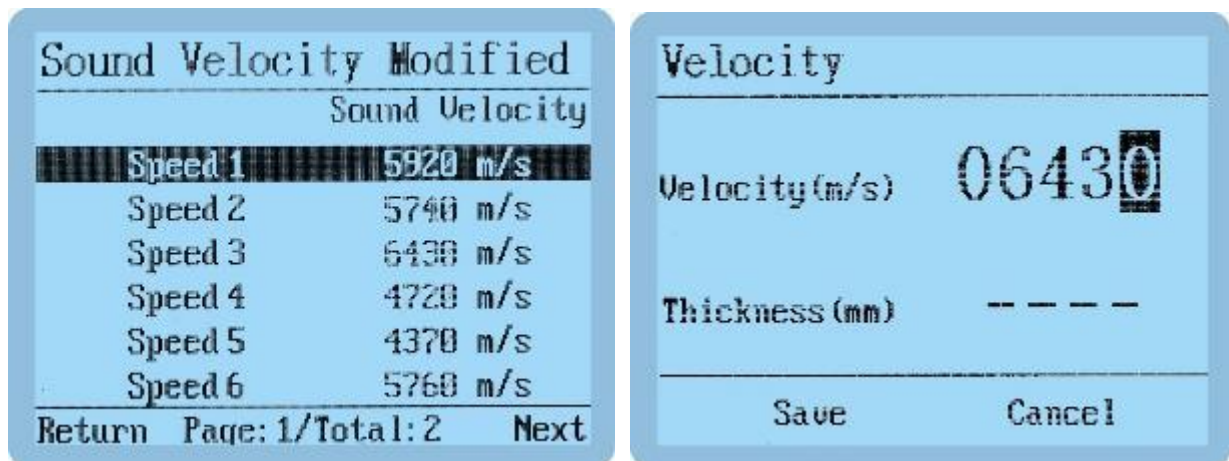 Sound Velocity Modified
Sound Velocity
Speed 1 5920 m/s
Speed 2 5740 m/s
Speed 3 6430 m/s
Speed 4 4720 m/s
Speed 5 4370 m/s
Speed 6 5760 m/s
Return Page: 1/Total: 2 Next
Velocity
Velocity(m/s) 06430
Thickness(mm) ----
Save Cancel